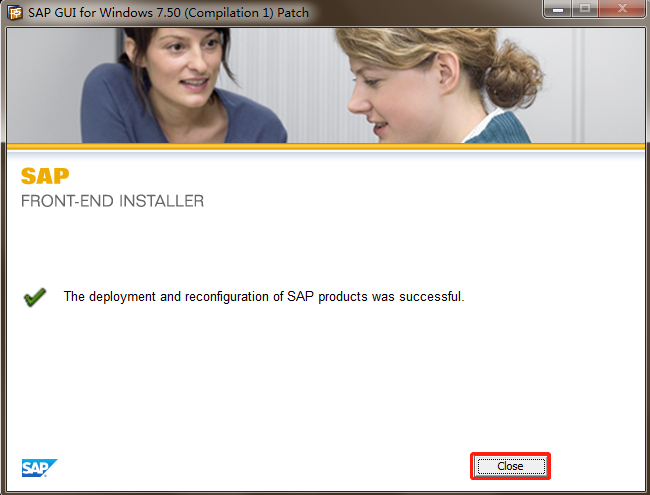 SAP GUI for Windows 7.50 (Compilation 1) Patch
SAP
FRONT-END INSTALLER
The deployment and reconfiguration of SAP products was successful.
SAP
Close